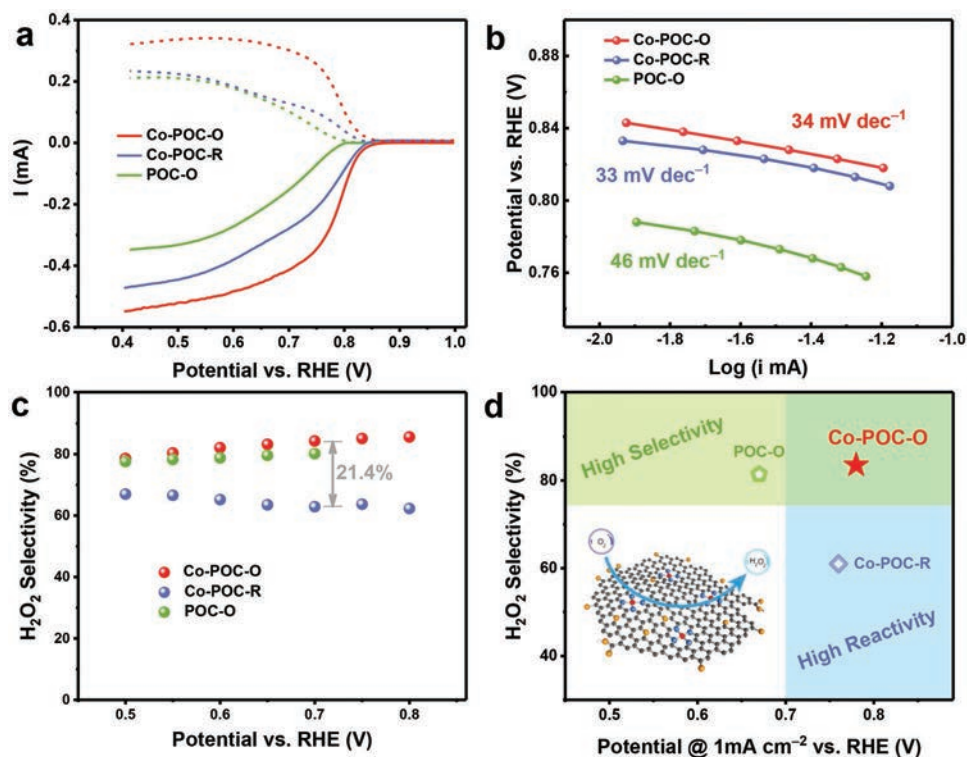 a
I (mA)
0.4
0.2
0.0
-0.2
-0.4
-0.6
Co-POC-O
Co-POC-R
POC-O
0.4 0.5 0.6 0.7 0.8 0.9 1.0
Potential vs. RHE (V)
b
Potential vs. RHE (V)
0.88
0.84
0.80
0.76
Co-POC-O
Co-POC-R
POC-O
34 mV dec⁻¹
33 mV dec⁻¹
46 mV dec⁻¹
-2.0 -1.8 -1.6 -1.4 -1.2 -1.0
Log (i mA)
c
H₂O₂ Selectivity (%)
100
80
60
40
20
0
21.4%
Co-POC-O
Co-POC-R
POC-O
0.5 0.6 0.7 0.8
Potential vs. RHE (V)
d
H₂O₂ Selectivity (%)
100
80
60
40
High Selectivity
POC-O
Co-POC-O
O₂
H₂O₂
Co-POC-R
High Reactivity
0.5 0.6 0.7 0.8
Potential @ 1mA cm⁻² vs. RHE (V)